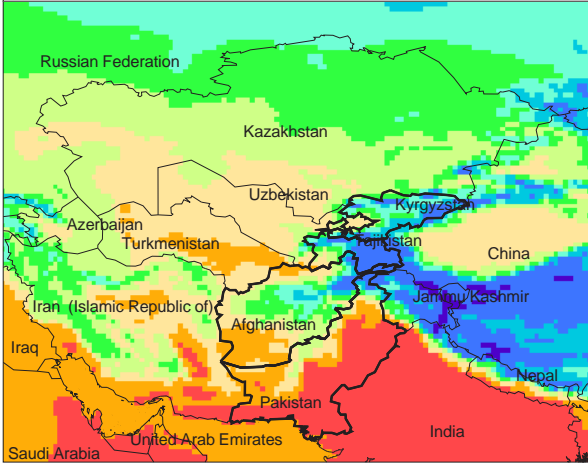 Russian Federation
Kazakhstan
Uzbekistan
Kyrgyzstan
Azerbaijan
Turkmenistan
Tajikistan
China
Iran (Islamic Republic of)
Jammu Kashmir
Afghanistan
Iraq
Nepal
Pakistan
United Arab Emirates
India
Saudi Arabia